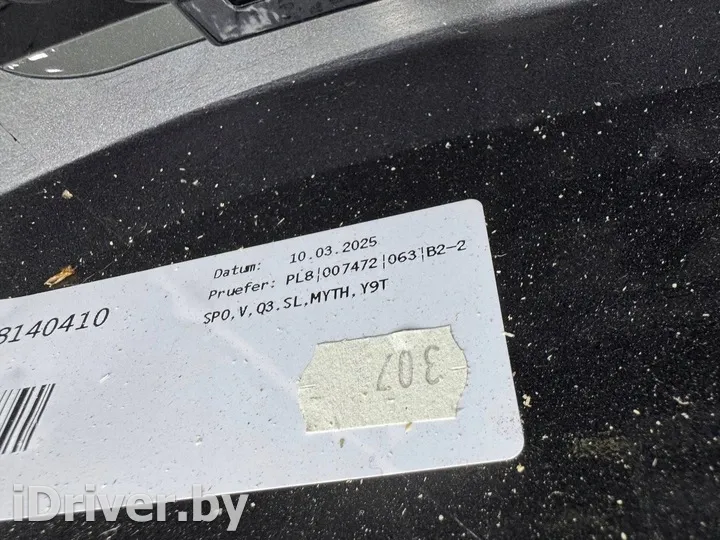 Datum: 10.03.2025
Pruefer: PL8|007472|063|B2-2
SPO,V,Q3.SL,MYTH,Y9T
8140410
307
iDriver.by